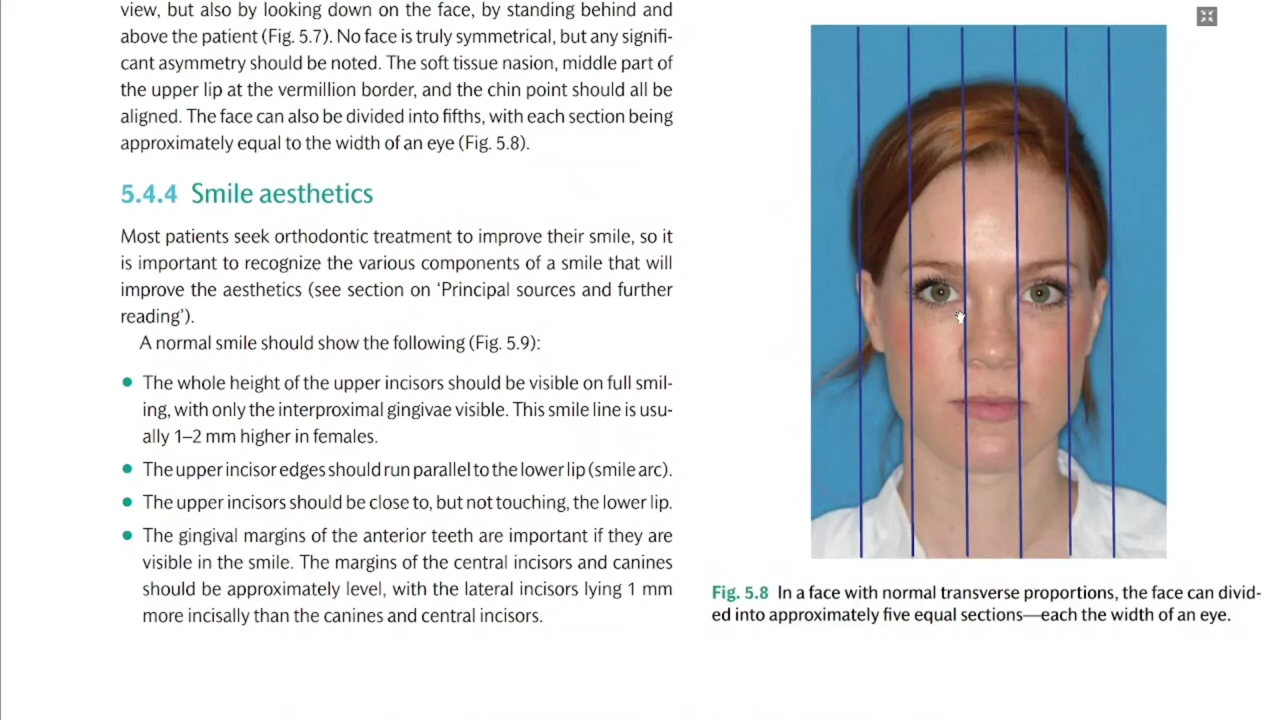 view, but also by looking down on the face, by standing behind and
above the patient (Fig. 5.7). No face is truly symmetrical, but any signifi-
cant asymmetry should be noted. The soft tissue nasion, middle part of
the upper lip at the vermillion border, and the chin point should all be
aligned. The face can also be divided into fifths, with each section being
approximately equal to the width of an eye (Fig. 5.8).
5.4.4 Smile aesthetics
Most patients seek orthodontic treatment to improve their smile, so it
is important to recognize the various components of a smile that will
improve the aesthetics (see section on ‘Principal sources and further
reading’).
A normal smile should show the following (Fig. 5.9):
● The whole height of the upper incisors should be visible on full smil-
ing, with only the interproximal gingivae visible. This smile line is usu-
ally 1–2 mm higher in females.
● The upper incisor edges should run parallel to the lower lip (smile arc).
● The upper incisors should be close to, but not touching, the lower lip.
● The gingival margins of the anterior teeth are important if they are
visible in the smile. The margins of the central incisors and canines
should be approximately level, with the lateral incisors lying 1 mm
more incisally than the canines and central incisors.
Fig. 5.8 In a face with normal transverse proportions, the face can divid-
ed into approximately five equal sections—each the width of an eye.